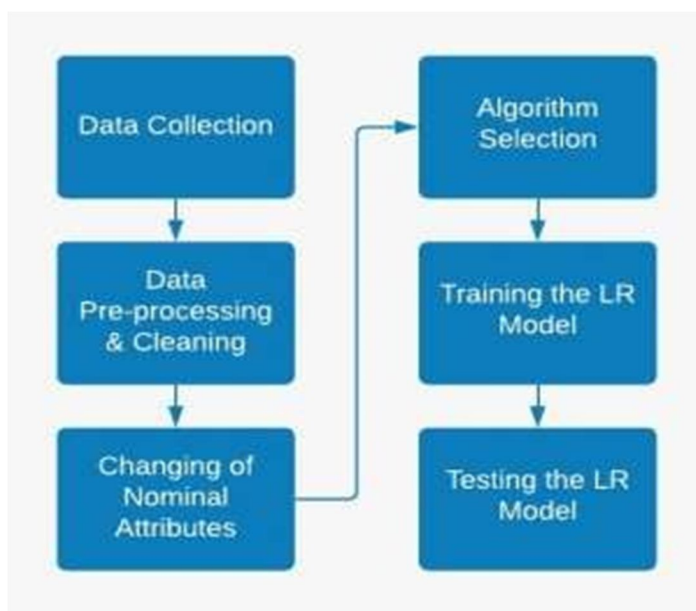 Data Collection
Data
Pre-processing
& Cleaning
Changing of
Nominal
Attributes
Algorithm
Selection
Training the LR
Model
Testing the LR
Model